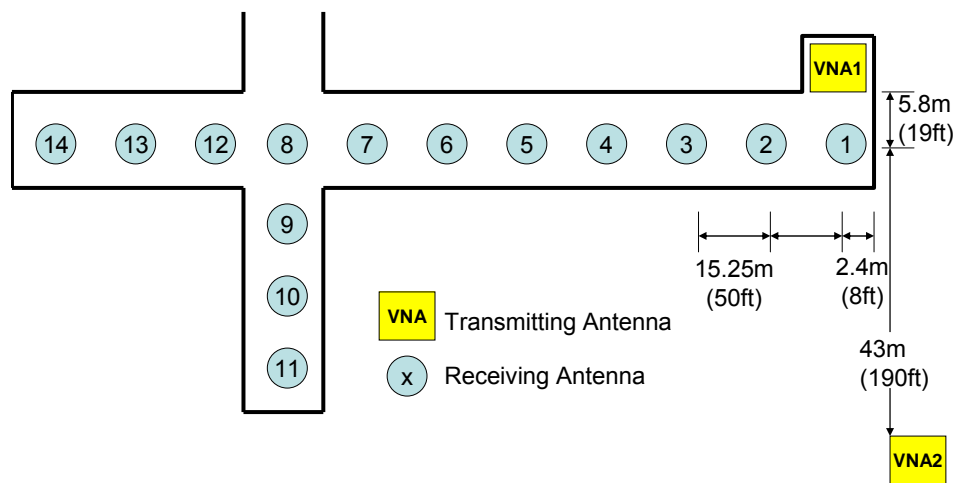 VNA1
5.8m
(19ft)
14 13 12 8 7 6 5 4 3 2 1
9
15.25m
(50ft)
2.4m
(8ft)
10
VNA Transmitting Antenna
11
x Receiving Antenna
43m
(190ft)
VNA2